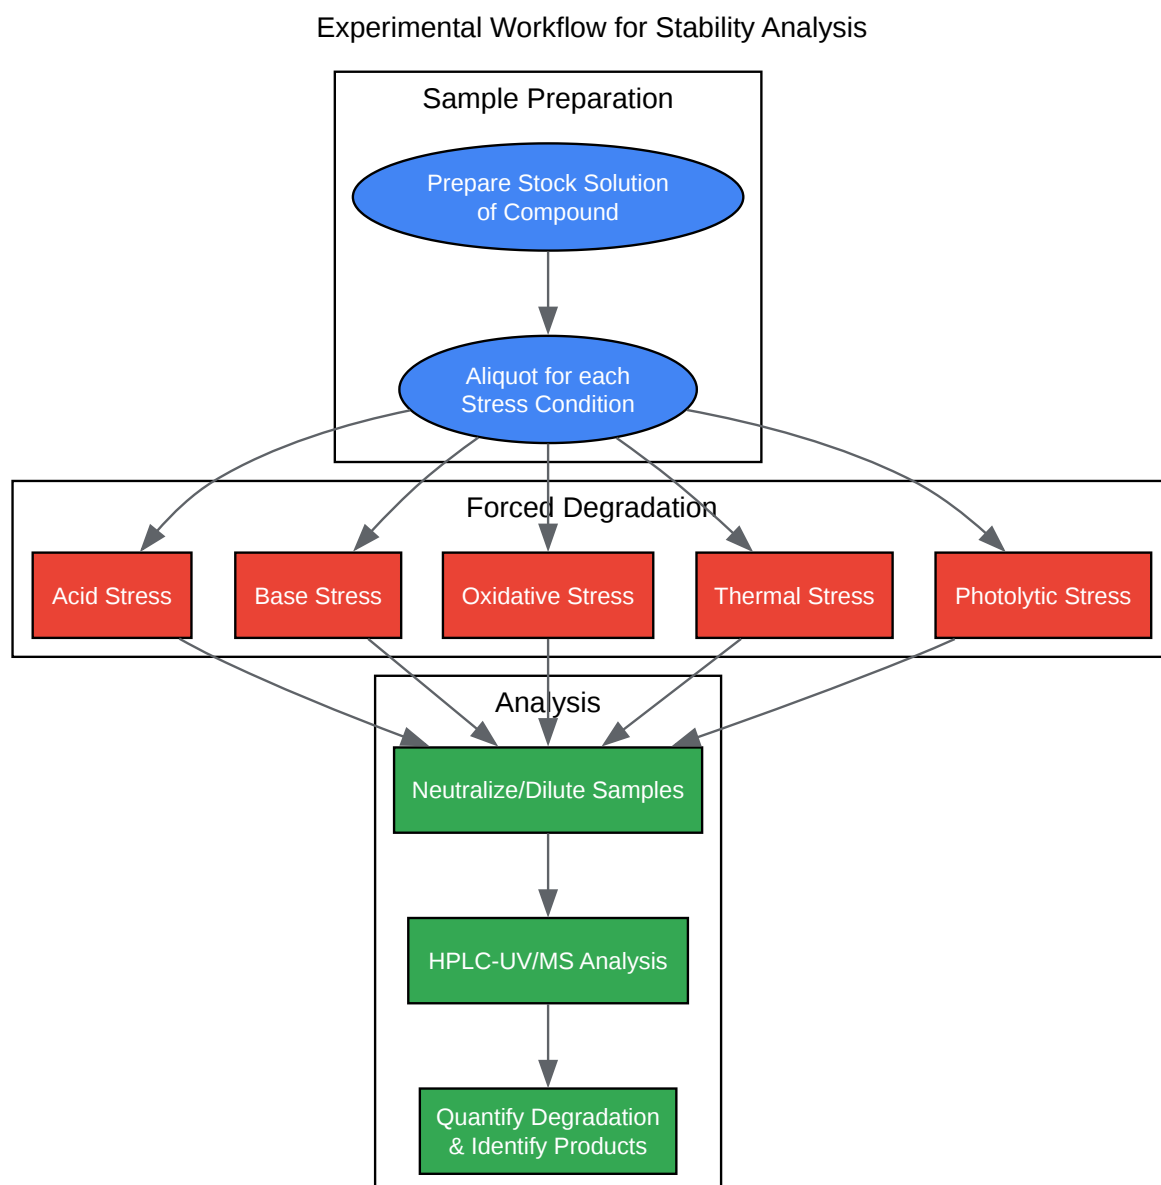 Experimental Workflow for Stability Analysis
Sample Preparation
Prepare Stock Solution
of Compound
Aliquot for each
Stress Condition
Forced Degradation
Acid Stress
Base Stress
Oxidative Stress
Thermal Stress
Photolytic Stress
Analysis
Neutralize/Dilute Samples
HPLC-UV/MS Analysis
Quantify Degradation
& Identify Products